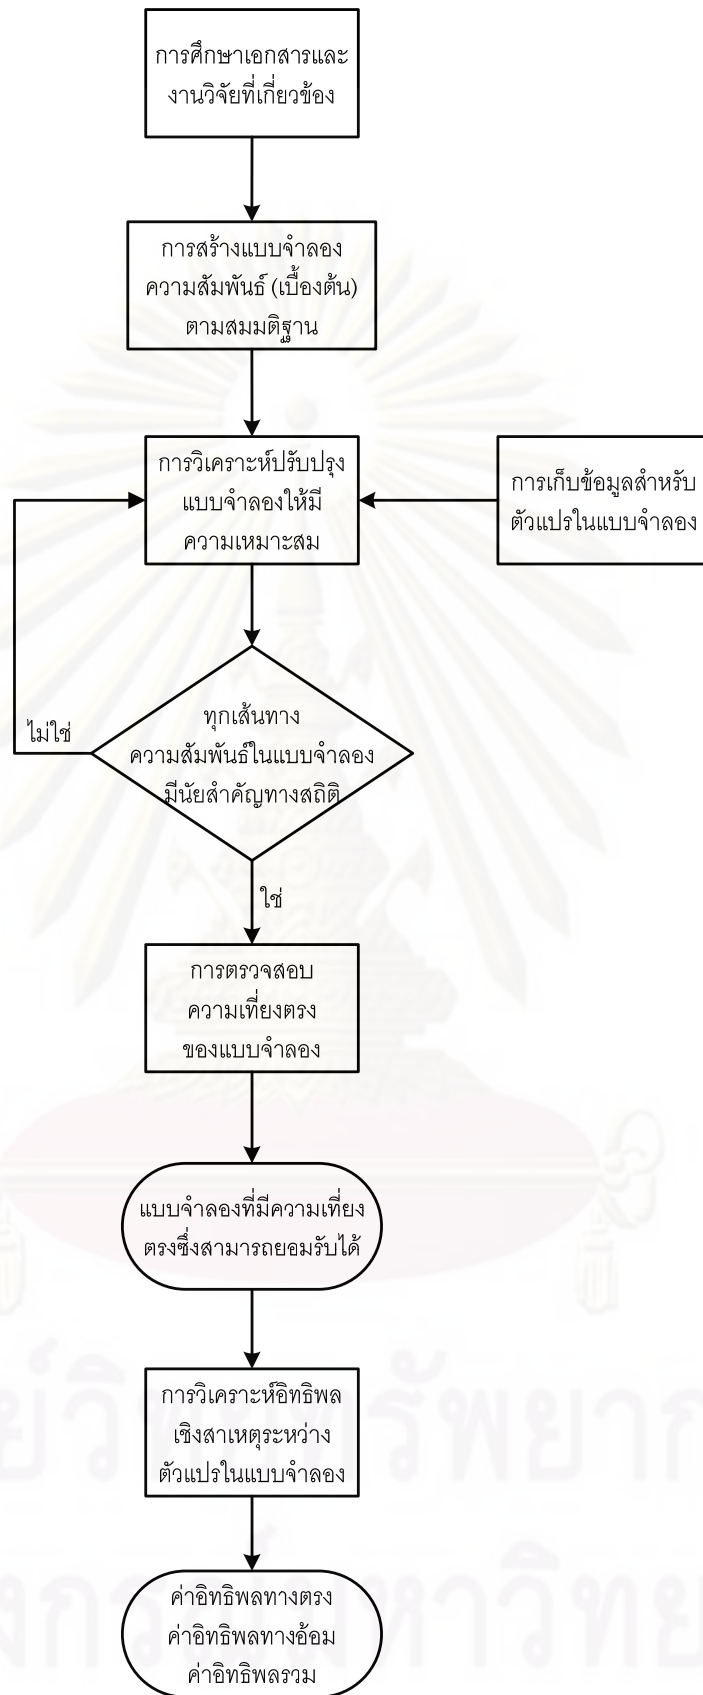 การศึกษาเอกสารและ
งานวิจัยที่เกี่ยวข้อง
การสร้างแบบจำลอง
ความสัมพันธ์ (เบื้องต้น)
ตามสมมติฐาน
การวิเคราะห์ปรับปรุง
แบบจำลองให้มี
ความเหมาะสม
การเก็บข้อมูลสำหรับ
ตัวแปรในแบบจำลอง
ไม่ใช่
ทุกเส้นทาง
ความสัมพันธ์ในแบบจำลอง
มีนัยสำคัญทางสถิติ
ใช่
การตรวจสอบ
ความเที่ยงตรง
ของแบบจำลอง
แบบจำลองที่มีความเที่ยง
ตรงซึ่งสามารถยอมรับได้
การวิเคราะห์อิทธิพล
เชิงสาเหตุระหว่าง
ตัวแปรในแบบจำลอง
ค่าอิทธิพลทางตรง
ค่าอิทธิพลทางอ้อม
ค่าอิทธิพลรวม